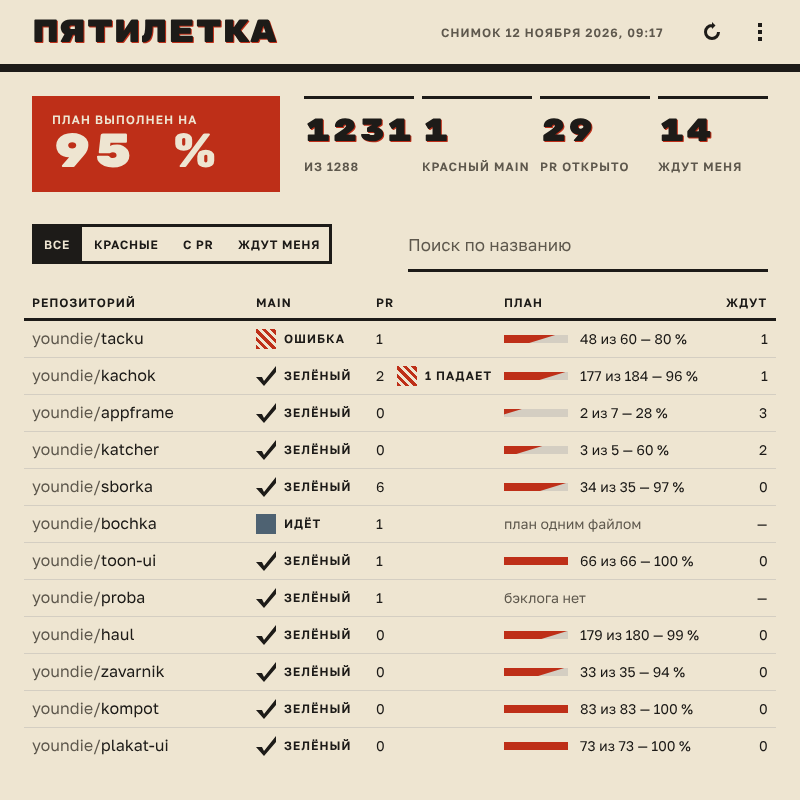 ПЯТИЛЕТКА
СНИМОК 12 НОЯБРЯ 2026, 09:17
ПЛАН ВЫПОЛНЕН НА
95 %
1231 1 29 14
ИЗ 1288 КРАСНЫЙ MAIN PR ОТКРЫТО ЖДУТ МЕНЯ
ВСЕ КРАСНЫЕ С PR ЖДУТ МЕНЯ
Поиск по названию
РЕПОЗИТОРИЙ MAIN PR ПЛАН ЖДУТ
youndie/tacku ОШИБКА 1 48 из 60 — 80 % 1
youndie/kachok ЗЕЛЁНЫЙ 2 1 ПАДАЕТ 177 из 184 — 96 % 1
youndie/appframe ЗЕЛЁНЫЙ 0 2 из 7 — 28 % 3
youndie/katcher ЗЕЛЁНЫЙ 0 3 из 5 — 60 % 2
youndie/sborka ЗЕЛЁНЫЙ 6 34 из 35 — 97 % 0
youndie/bochka ИДЁТ 1 план одним файлом —
youndie/toon-ui ЗЕЛЁНЫЙ 1 66 из 66 — 100 % 0
youndie/proba ЗЕЛЁНЫЙ 1 бэклога нет —
youndie/haul ЗЕЛЁНЫЙ 0 179 из 180 — 99 % 0
youndie/zavarnik ЗЕЛЁНЫЙ 0 33 из 35 — 94 % 0
youndie/kompot ЗЕЛЁНЫЙ 0 83 из 83 — 100 % 0
youndie/plakat-ui ЗЕЛЁНЫЙ 0 73 из 73 — 100 % 0